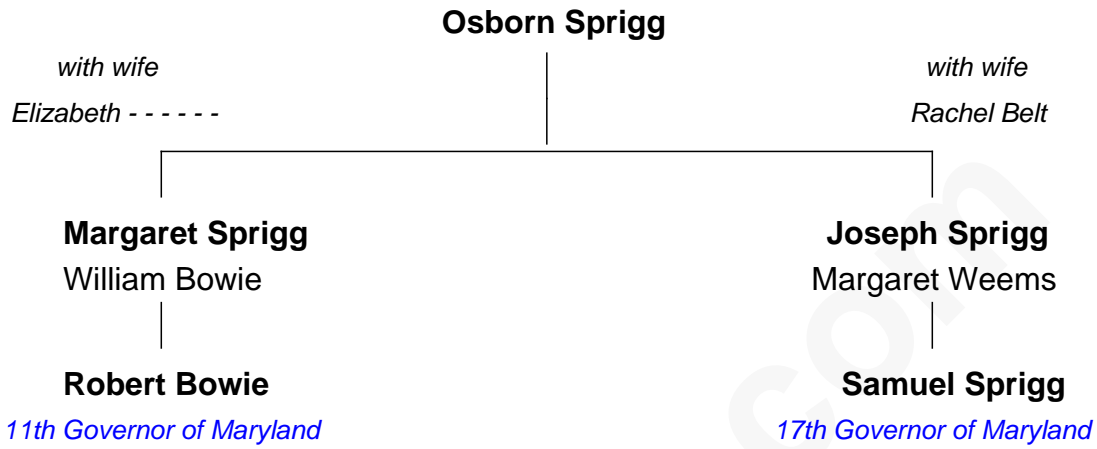 Osborn Sprigg
with wife
with wife
Elizabeth - - - - - -
Rachel Belt
Margaret Sprigg
Joseph Sprigg
William Bowie
Margaret Weems
Robert Bowie
Samuel Sprigg
11th Governor of Maryland
17th Governor of Maryland
com